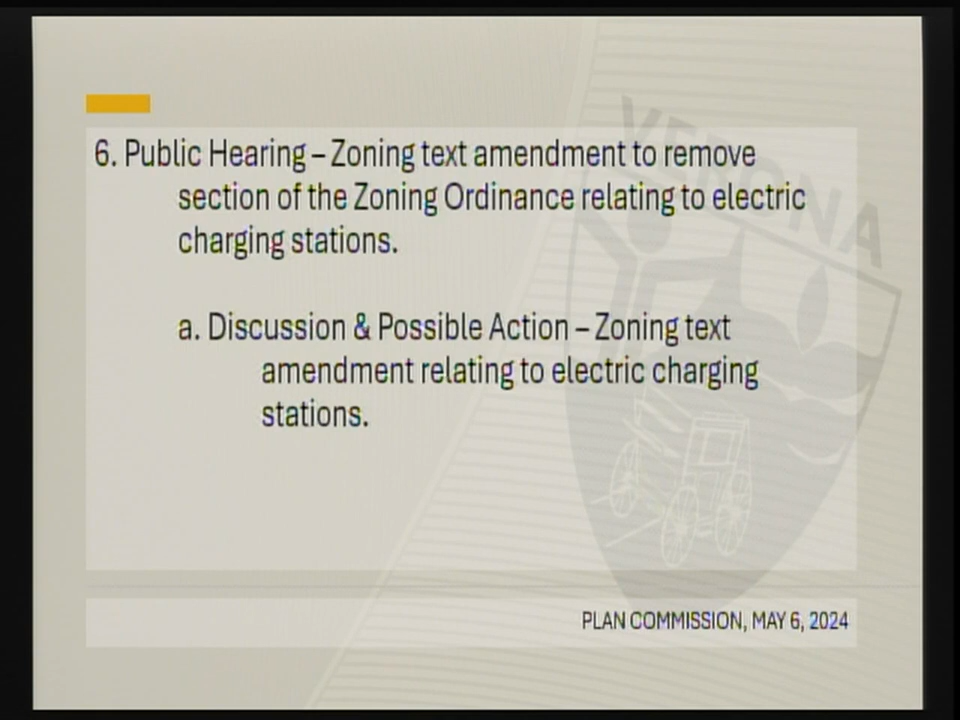 VERONA
6. Public Hearing – Zoning text amendment to remove
section of the Zoning Ordinance relating to electric
charging stations.
a. Discussion & Possible Action – Zoning text
amendment relating to electric charging
stations.
PLAN COMMISSION, MAY 6, 2024